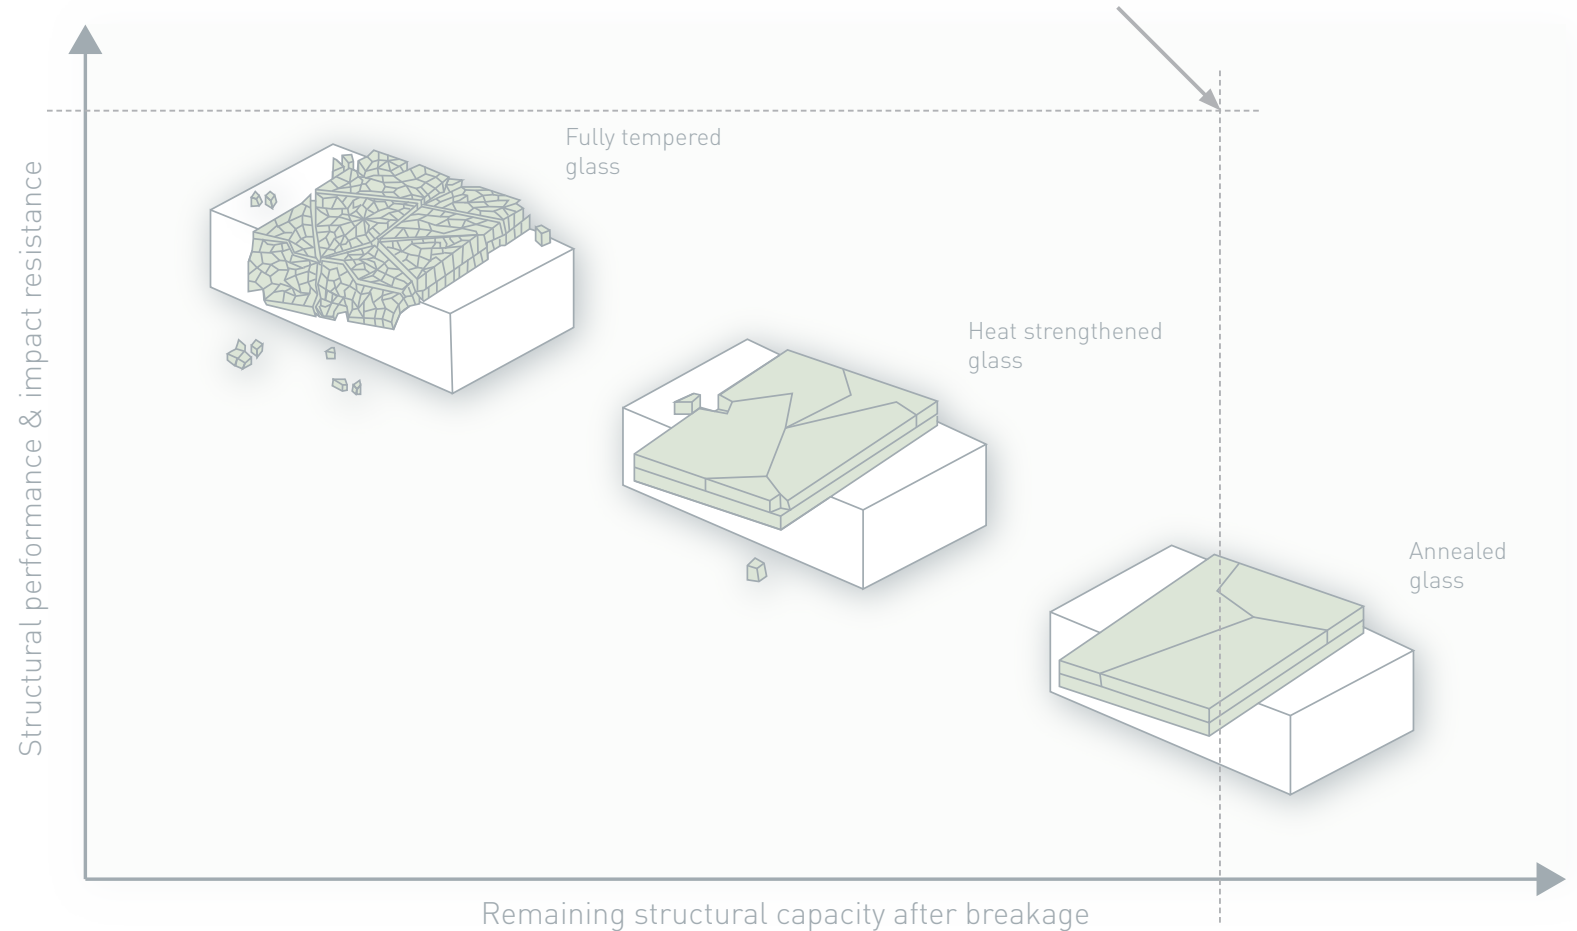 Fully tempered
glass
Structural performance & impact resistance
Heat strengthened
glass
Annealed
glass
Remaining structural capacity after breakage